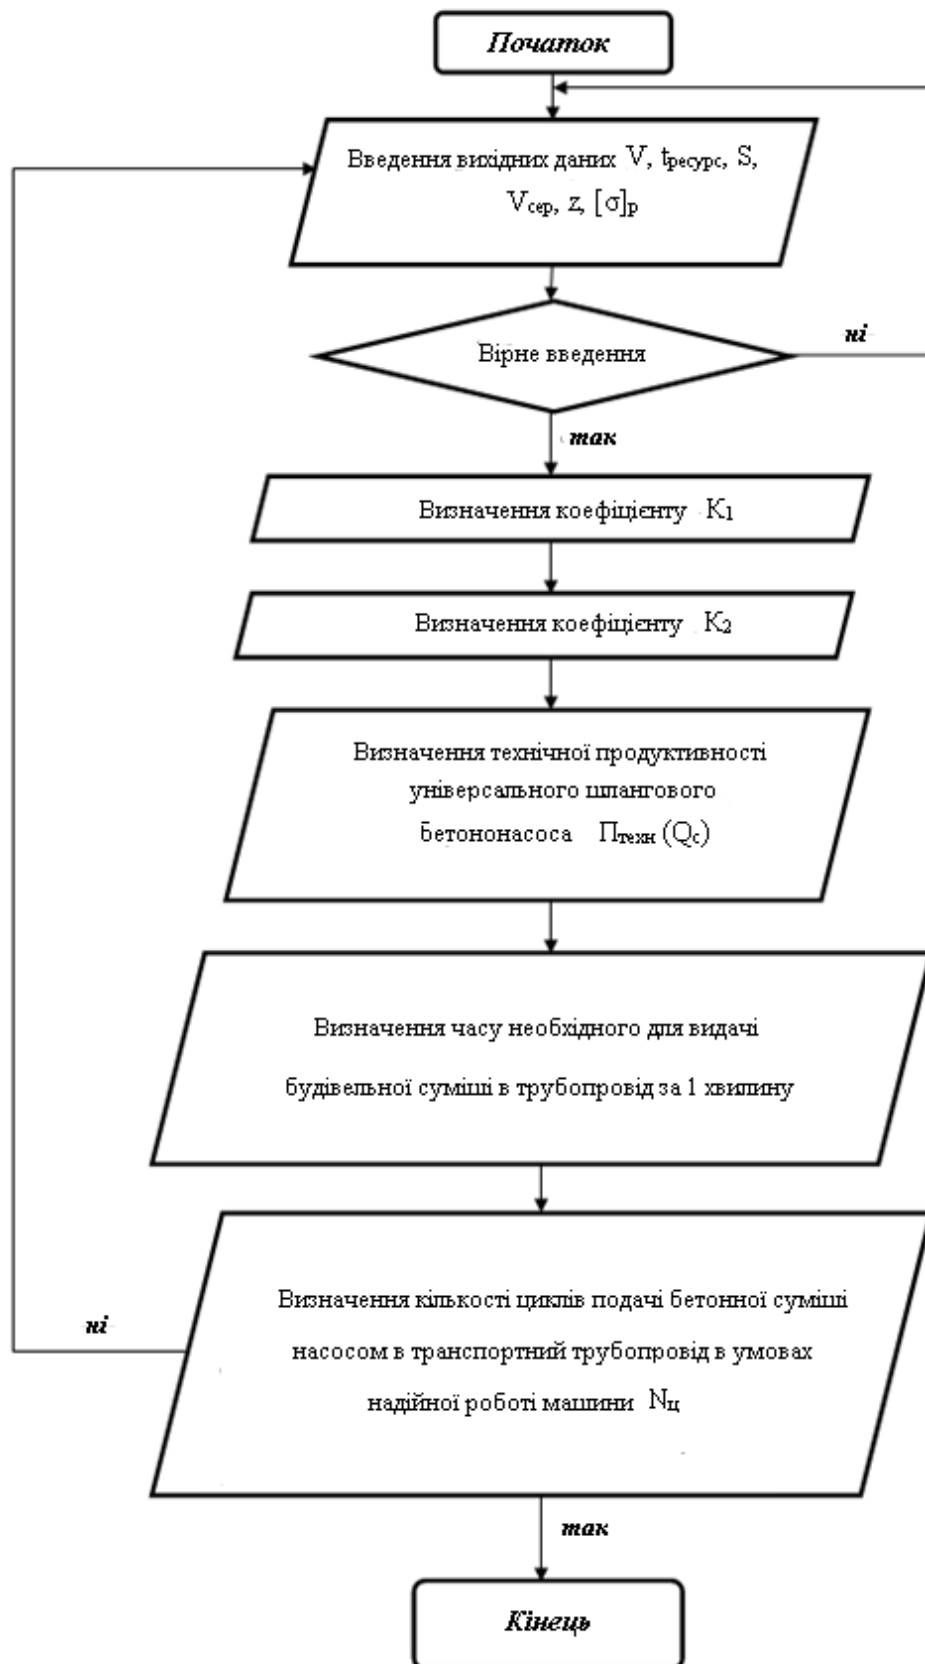 Початок
Введення вихідних даних V, tресурс, S,
Vсер, z, [σ]р
Вірне введення
ні
так
Визначення коефіцієнту K1
Визначення коефіцієнту K2
Визначення технічної продуктивності
універсального шлангового
бетононасоса Птехн (Qс)
Визначення часу необхідного для видачі
будівельної суміші в трубопровід за 1 хвилину
Визначення кількості циклів подачі бетонної суміші
насосом в транспортний трубопровід в умовах
надійної роботі машини Nц
ні
так
Кінець